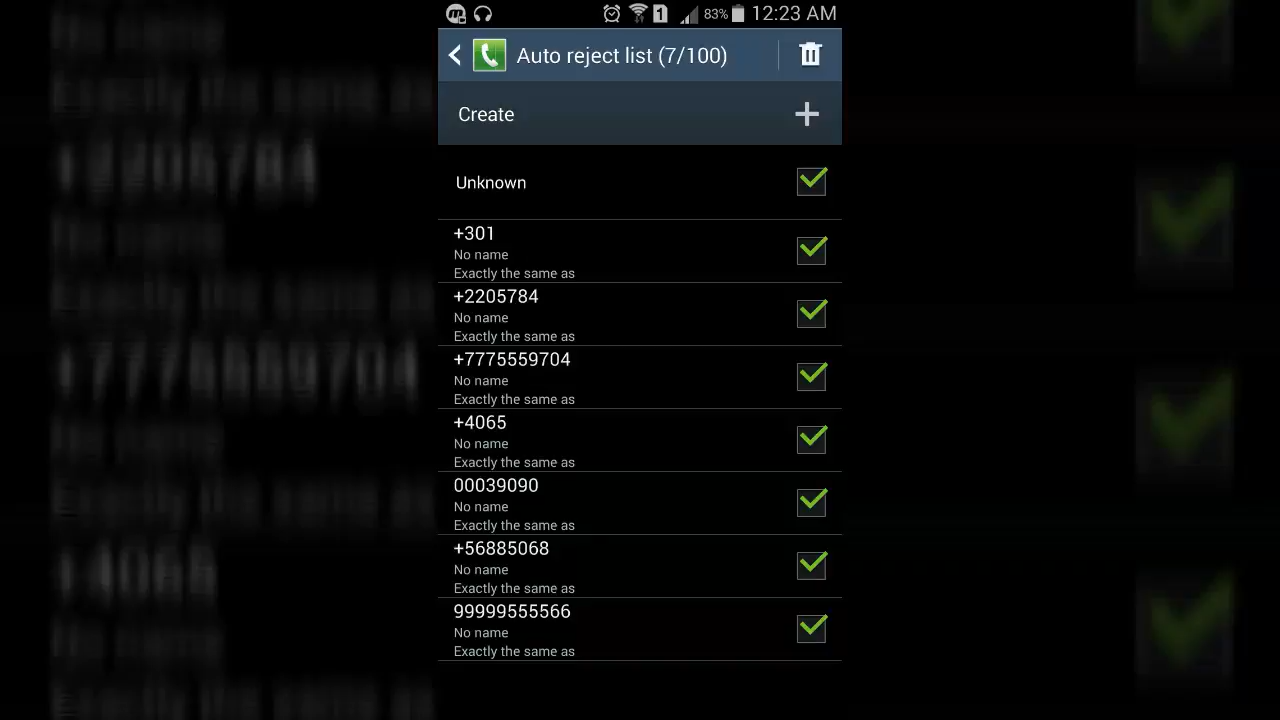 1 83% 12:23 AM
Auto reject list (7/100)
Create +
Unknown
+301
No name
Exactly the same as
+2205784
No name
Exactly the same as
+7775559704
No name
Exactly the same as
+4065
No name
Exactly the same as
00039090
No name
Exactly the same as
+56885068
No name
Exactly the same as
99999555566
No name
Exactly the same as